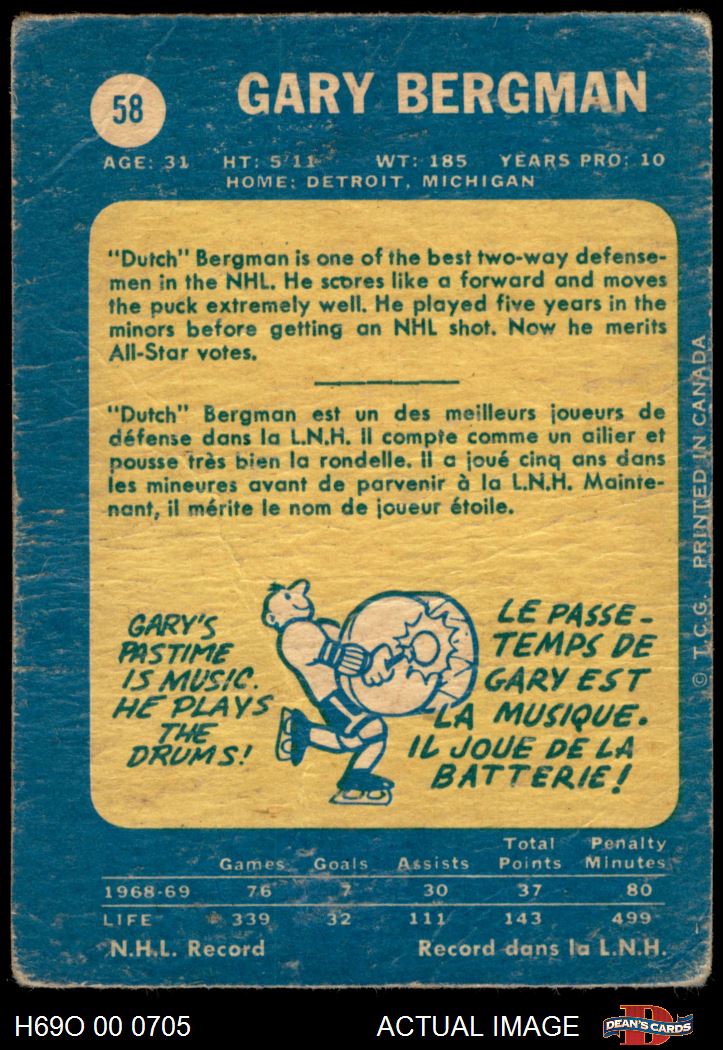 58
GARY BERGMAN
AGE: 31 HT: 5'11 WT: 185 YEARS PRO: 10
HOME: DETROIT, MICHIGAN
"Dutch" Bergman is one of the best two-way defense-
men in the NHL. He scores like a forward and moves
the puck extremely well. He played five years in the
minors before getting an NHL shot. Now he merits
All-Star votes.
"Dutch" Bergman est un des meilleurs joueurs de
défense dans la L.N.H. Il compte comme un ailier et
pousse très bien la rondelle. Il a joué cinq ans dans
les mineures avant de parvenir à la L.N.H. Mainte-
nant, il mérite le nom de joueur étoile.
GARY'S
PASTIME
IS MUSIC.
HE PLAYS
THE
DRUMS!
LE PASSE-
TEMPS DE
GARY EST
LA MUSIQUE.
IL JOUE DE LA
BATTERIE!
© T.C.G. PRINTED IN CANADA
Total Penalty
Games Goals Assists Points Minutes
1968-69 76 7 30 37 80
LIFE 339 32 111 143 499
N.H.L. Record Record dans la L.N.H.
H69O 00 0705 ACTUAL IMAGE D DEAN'S CARDS